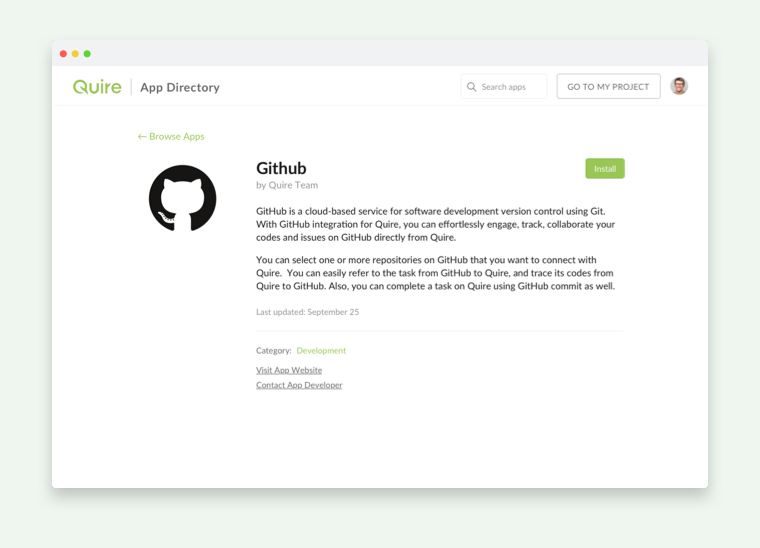 Quire
App Directory
Search apps
GO TO MY PROJECT
← Browse Apps
Github
Install
by Quire Team
GitHub is a cloud-based service for software development version control using Git.
With GitHub integration for Quire, you can effortlessly engage, track, collaborate your
codes and issues on GitHub directly from Quire.
You can select one or more repositories on GitHub that you want to connect with
Quire.  You can easily refer to the task from GitHub to Quire, and trace its codes from
Quire to GitHub. Also, you can complete a task on Quire using GitHub commit as well.
Last updated: September 25
Category: Development
Visit App Website
Contact App Developer